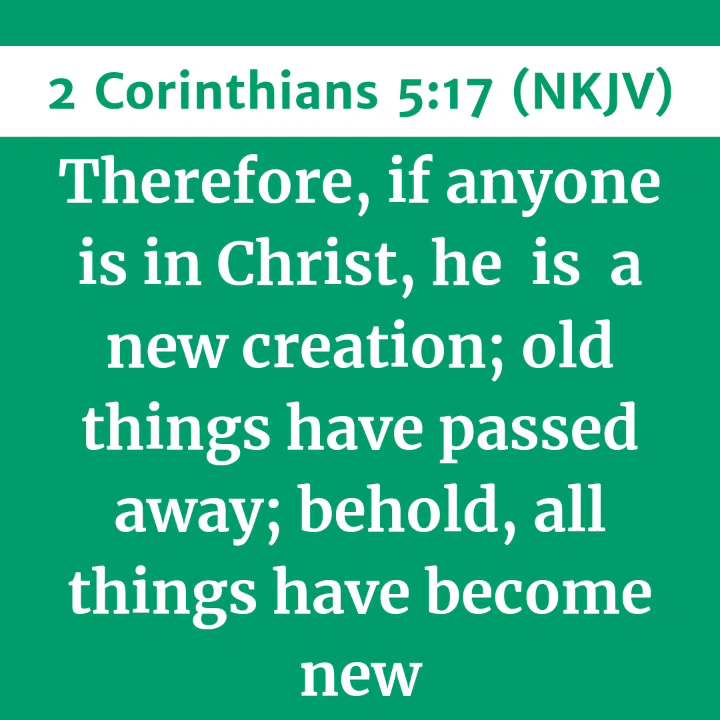 2 Corinthians 5:17 (NKJV)
Therefore, if anyone
is in Christ, he is a
new creation; old
things have passed
away; behold, all
things have become
new